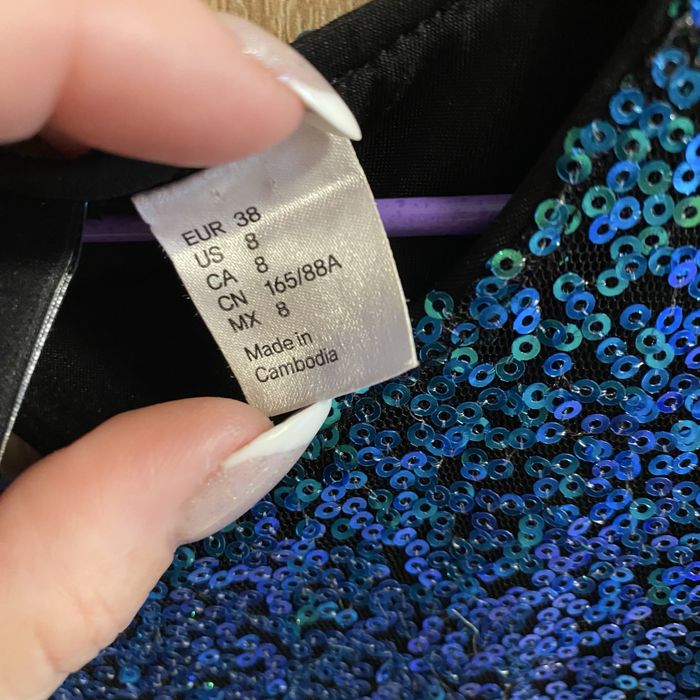 EUR 38
US 8
CA 8
CN 165/88A
MX 8
Made in
Cambodia